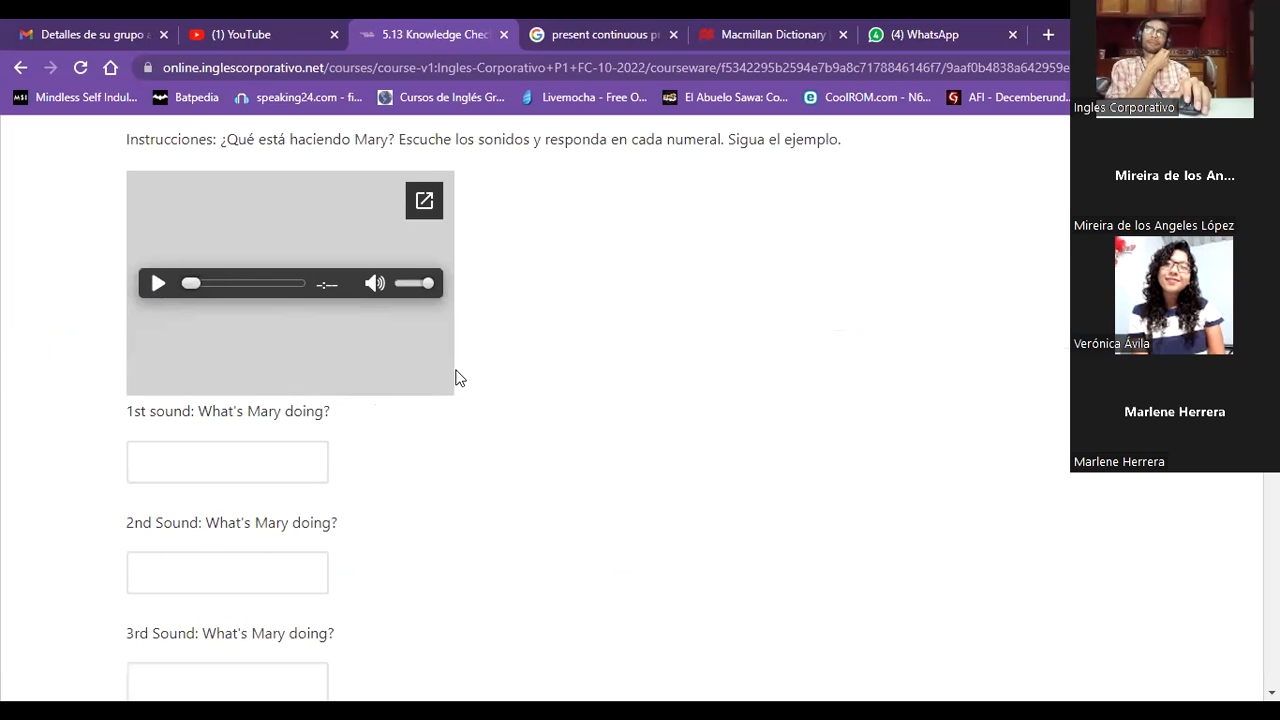 Detalles de su grupo a
(1) YouTube
5.13 Knowledge Chec
present continuous p
Macmillan Dictionary
(4) WhatsApp
online.inglescorporativo.net/courses/course-v1:Ingles-Corporativo+P1+FC-10-2022/courseware/f5342295b2594e7b9a8c7178846146f7/9aaf0b4838a642959e
Mindless Self Indul...
Batpedia
speaking24.com - fi...
Cursos de Inglés Gr...
Livemocha - Free O...
El Abuelo Sawa: Co...
CoolROM.com - N6...
AFI - Decemberund.
Ingles Corporativo
Instrucciones: ¿Qué está haciendo Mary? Escuche los sonidos y responda en cada numeral. Siga el ejemplo.
Mireira de los An...
Mireira de los Angeles López
-:--
Verónica Ávila
1st sound: What's Mary doing?
Marlene Herrera
Marlene Herrera
2nd Sound: What's Mary doing?
3rd Sound: What's Mary doing?